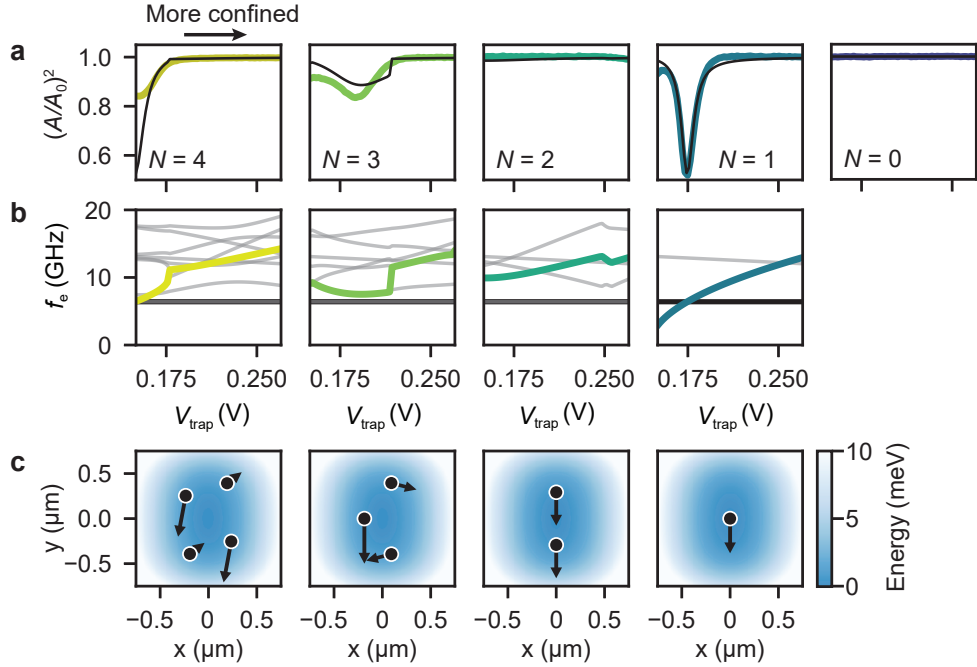 More confined
a
(A/A₀)²
1.0
0.8
0.6
N = 4
N = 3
N = 2
N = 1
N = 0
b
fₑ (GHz)
20
10
0
0.175 0.250
0.175 0.250
0.175 0.250
0.175 0.250
V_trap (V)
V_trap (V)
V_trap (V)
V_trap (V)
c
y (μm)
0.5
0.0
−0.5
−0.5 0 0.5
−0.5 0 0.5
−0.5 0 0.5
−0.5 0 0.5
x (μm)
x (μm)
x (μm)
x (μm)
10
5
0
Energy (meV)